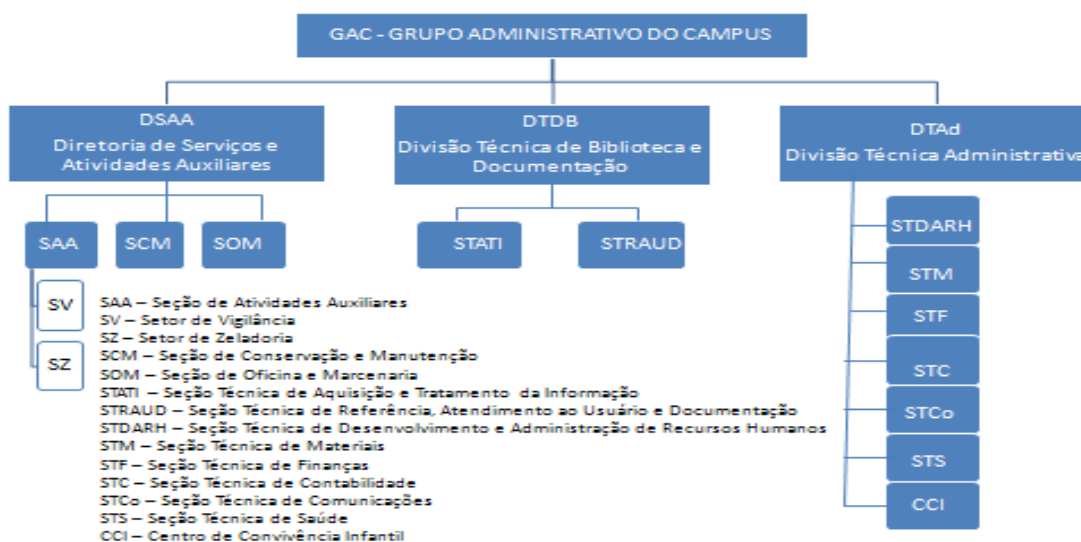 GAC - GRUPO ADMINISTRATIVO DO CAMPUS
DSAA
Diretoria de Serviços e
Atividades Auxiliares
DTDB
Divisão Técnica de Biblioteca e
Documentação
DTAd
Divisão Técnica Administrativa
SAA
SCM
SOM
STATI
STRAUD
STDARH
STM
STF
STC
STCo
STS
CCI
SV
SZ
SAA – Seção de Atividades Auxiliares
SV – Setor de Vigilância
SZ – Setor de Zeladoria
SCM – Seção de Conservação e Manutenção
SOM – Seção de Oficina e Marcenaria
STATI – Seção Técnica de Aquisição e Tratamento da Informação
STRAUD – Seção Técnica de Referência, Atendimento ao Usuário e Documentação
STDARH – Seção Técnica de Desenvolvimento e Administração de Recursos Humanos
STM – Seção Técnica de Materiais
STF – Seção Técnica de Finanças
STC – Seção Técnica de Contabilidade
STCo – Seção Técnica de Comunicações
STS – Seção Técnica de Saúde
CCI – Centro de Convivência Infantil